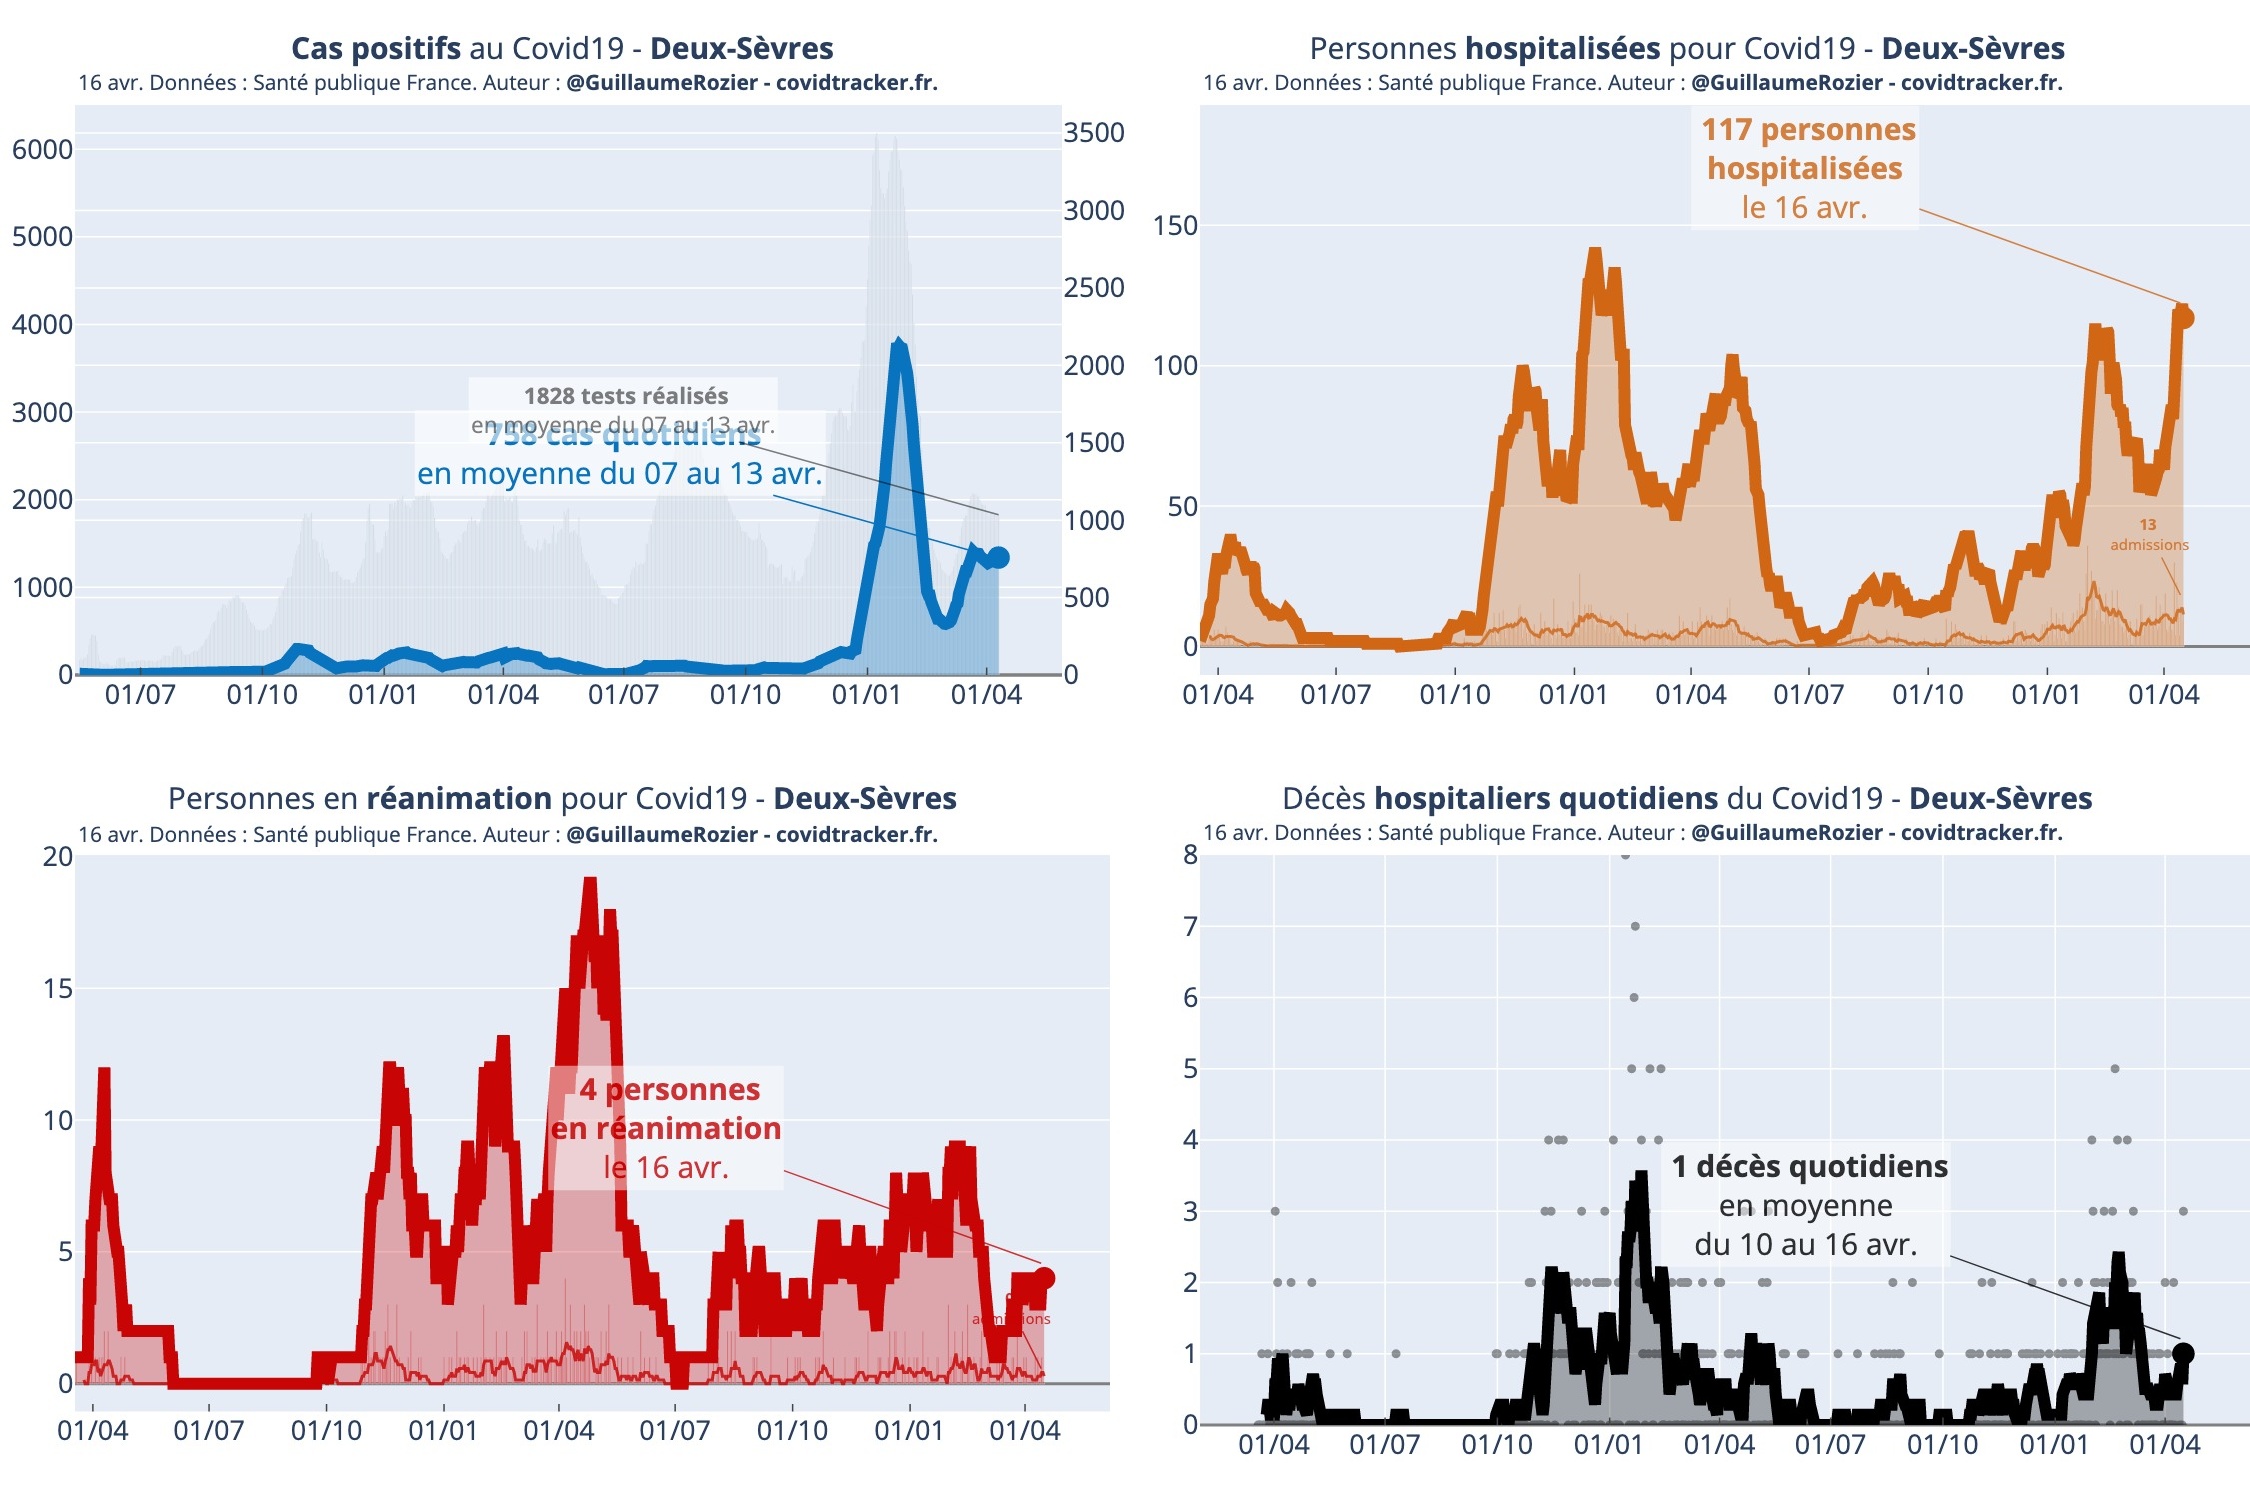 Cas positifs au Covid19 - Deux-Sèvres
16 avr. Données : Santé publique France. Auteur : @GuillaumeRozier - covidtracker.fr.
6000
5000
4000
3000
2000
1000
0
3500
3000
2500
2000
1500
1000
500
0
1828 tests réalisés
en moyenne du 07 au 13 avr.
758 cas quotidiens
en moyenne du 07 au 13 avr.
01/07 01/10 01/01 01/04 01/07 01/10 01/01 01/04
Personnes hospitalisées pour Covid19 - Deux-Sèvres
16 avr. Données : Santé publique France. Auteur : @GuillaumeRozier - covidtracker.fr.
117 personnes
hospitalisées
le 16 avr.
150
100
50
0
13
admissions
01/04 01/07 01/10 01/01 01/04 01/07 01/10 01/01 01/04
Personnes en réanimation pour Covid19 - Deux-Sèvres
16 avr. Données : Santé publique France. Auteur : @GuillaumeRozier - covidtracker.fr.
20
15
10
5
0
4 personnes
en réanimation
le 16 avr.
admissions
01/04 01/07 01/10 01/01 01/04 01/07 01/10 01/01 01/04
Décès hospitaliers quotidiens du Covid19 - Deux-Sèvres
16 avr. Données : Santé publique France. Auteur : @GuillaumeRozier - covidtracker.fr.
8
7
6
5
4
3
2
1
0
1 décès quotidiens
en moyenne
du 10 au 16 avr.
01/04 01/07 01/10 01/01 01/04 01/07 01/10 01/01 01/04